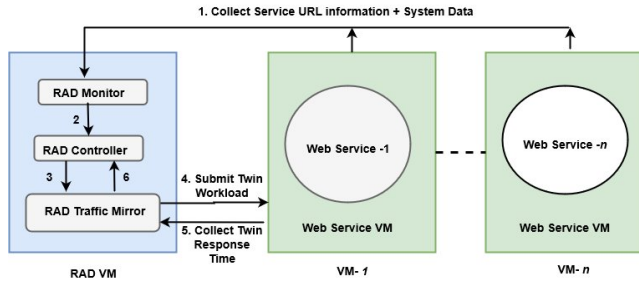 1. Collect Service URL information + System Data
RAD Monitor
2
RAD Controller
3
6
RAD Traffic Mirror
RAD VM
4. Submit Twin
Workload
5. Collect Twin
Response
Time
Web Service -1
Web Service VM
VM- 1
Web Service -n
Web Service VM
VM- n